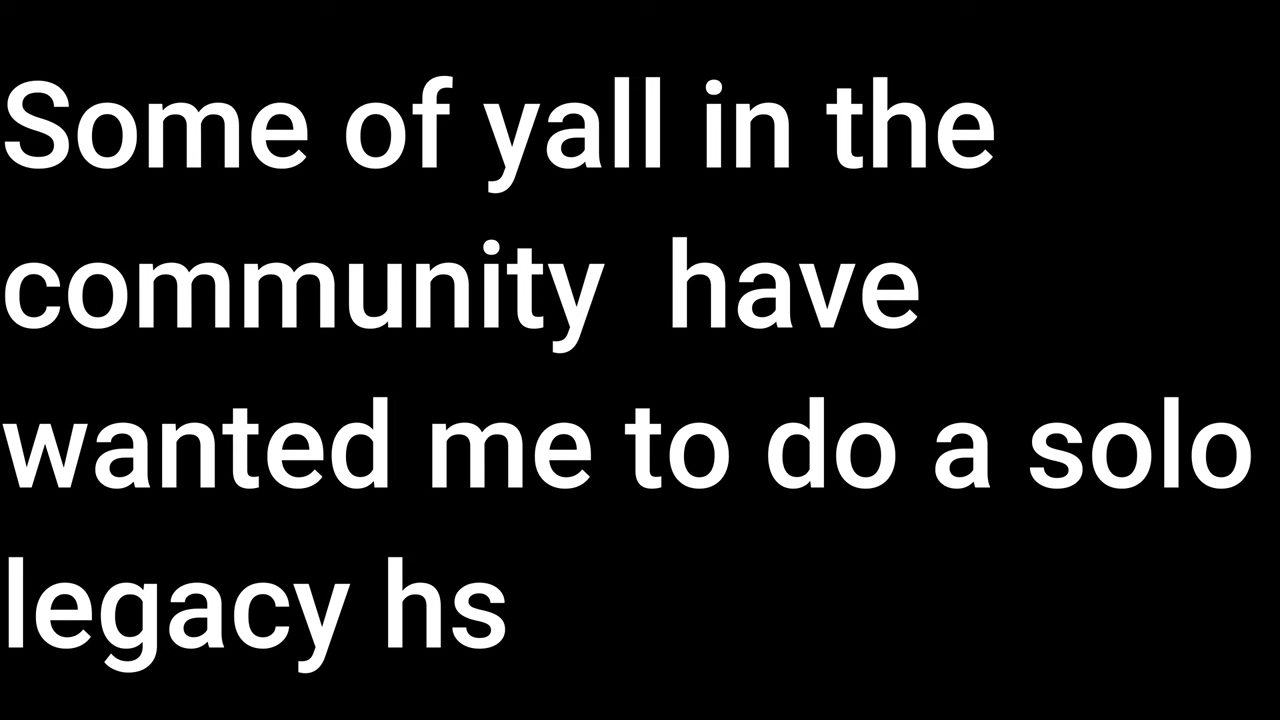 Some of yall in the
community  have
wanted me to do a solo
legacy hs